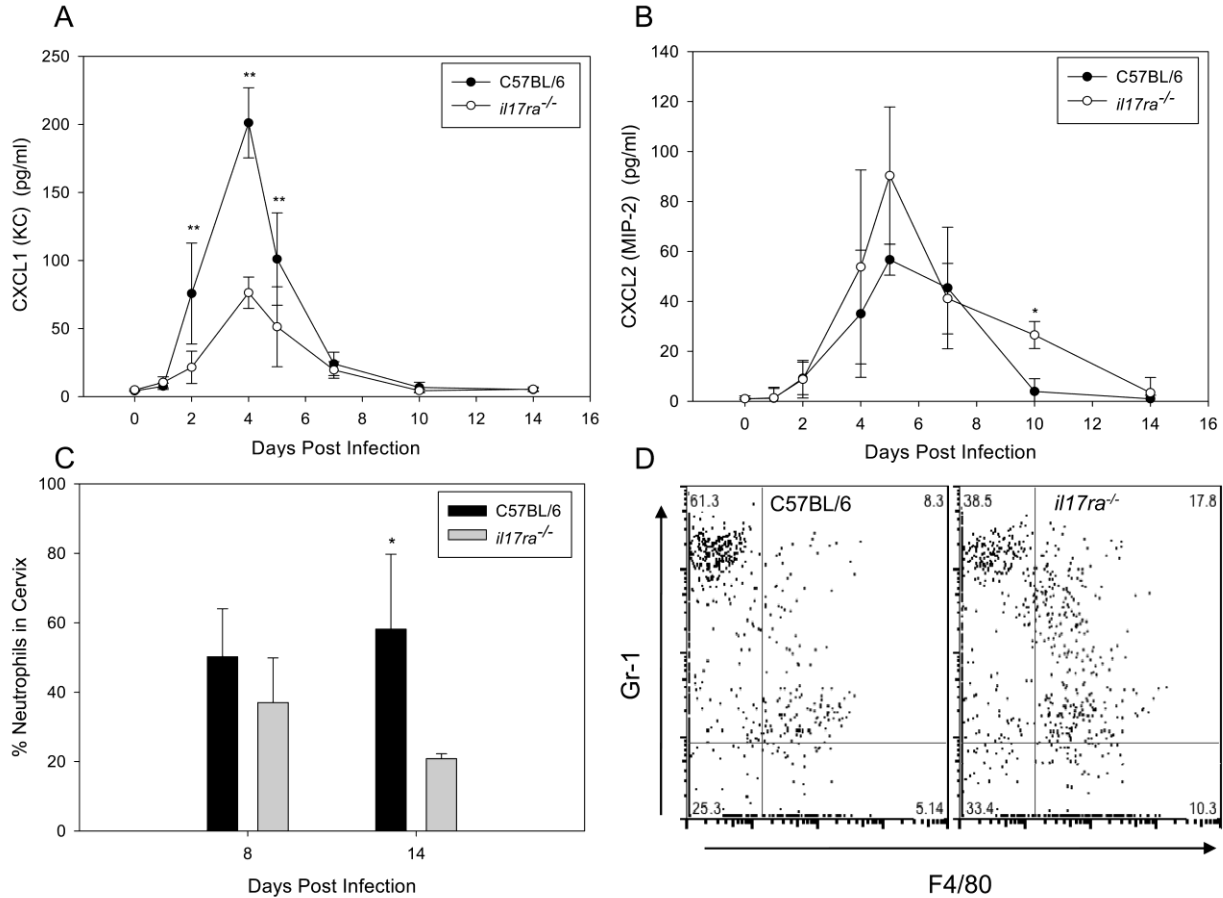 A
CXCL1 (KC) (pg/ml)
250
200
150
100
50
0
C57BL/6
il17ra-/-
**
**
**
0 2 4 6 8 10 12 14 16
Days Post Infection
B
CXCL2 (MIP-2) (pg/ml)
140
120
100
80
60
40
20
0
C57BL/6
il17ra-/-
*
0 2 4 6 8 10 12 14 16
Days Post Infection
C
% Neutrophils in Cervix
100
80
60
40
20
0
C57BL/6
il17ra-/-
*
8 14
Days Post Infection
D
Gr-1
61.3 C57BL/6 8.3
25.3 5.14
38.5 il17ra-/- 17.8
33.4 10.3
F4/80